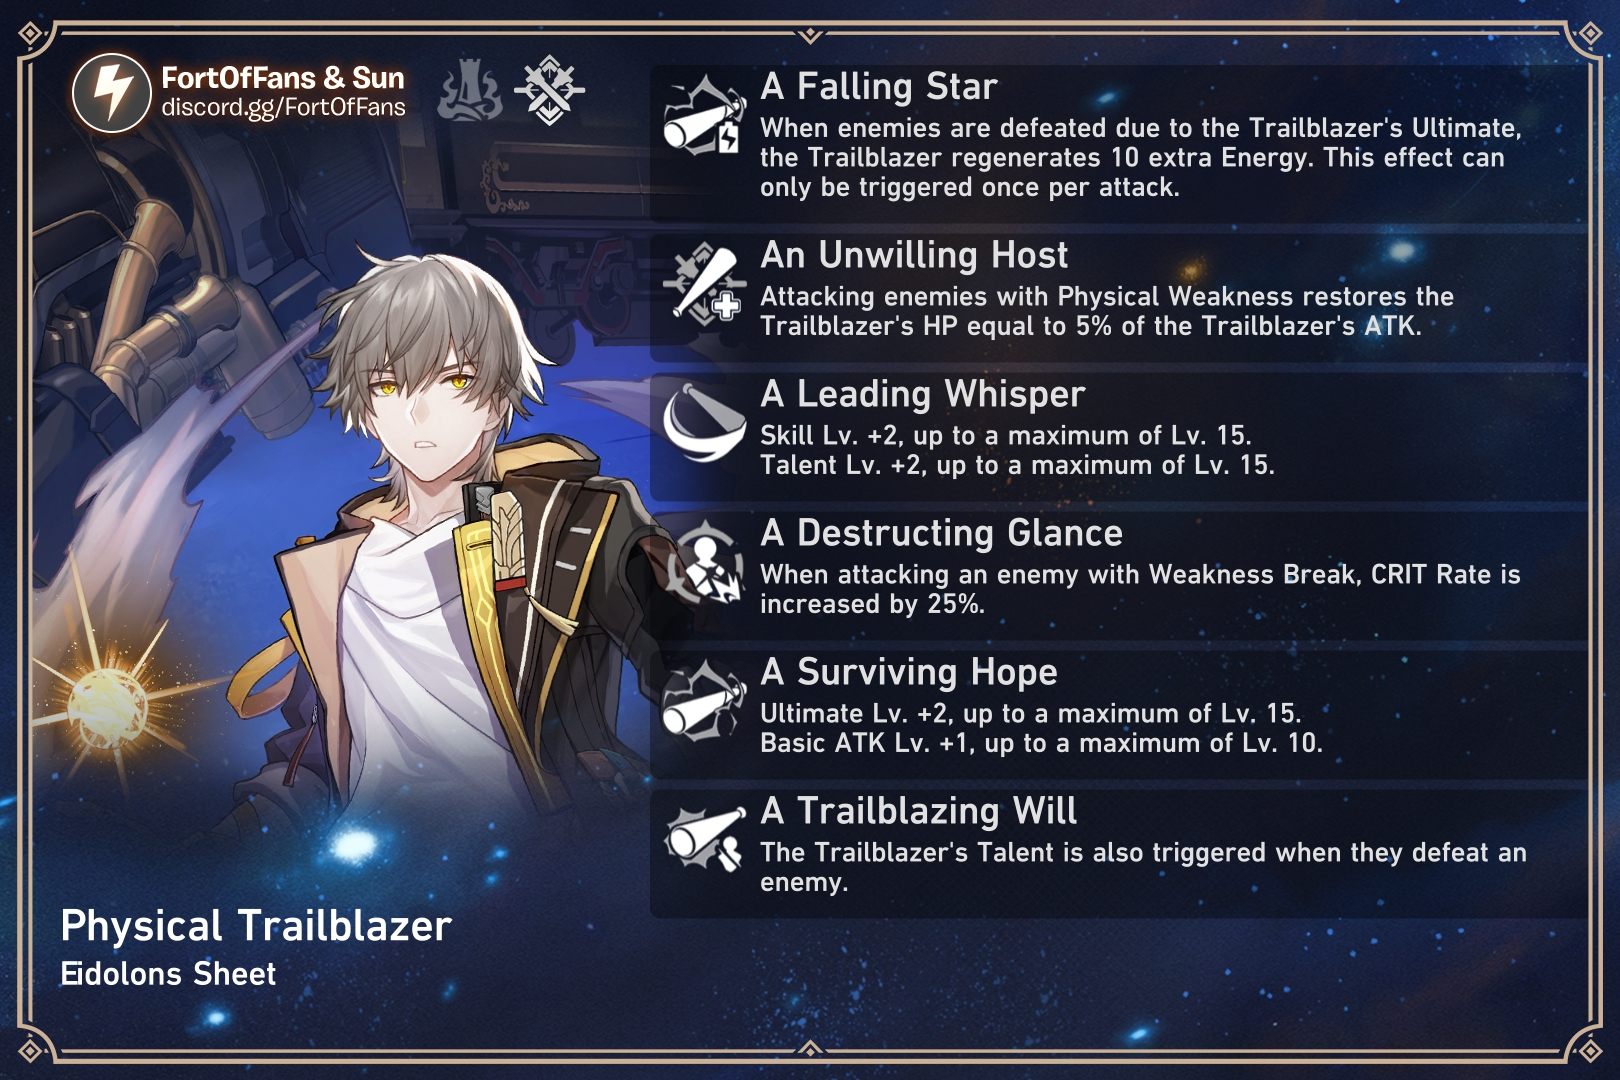 FortOfFans & Sun
discord.gg/FortOfFans
A Falling Star
When enemies are defeated due to the Trailblazer's Ultimate,
the Trailblazer regenerates 10 extra Energy. This effect can
only be triggered once per attack.
An Unwilling Host
Attacking enemies with Physical Weakness restores the
Trailblazer's HP equal to 5% of the Trailblazer's ATK.
A Leading Whisper
Skill Lv. +2, up to a maximum of Lv. 15.
Talent Lv. +2, up to a maximum of Lv. 15.
A Destructing Glance
When attacking an enemy with Weakness Break, CRIT Rate is
increased by 25%.
A Surviving Hope
Ultimate Lv. +2, up to a maximum of Lv. 15.
Basic ATK Lv. +1, up to a maximum of Lv. 10.
A Trailblazing Will
The Trailblazer's Talent is also triggered when they defeat an
enemy.
Physical Trailblazer
Eidolons Sheet